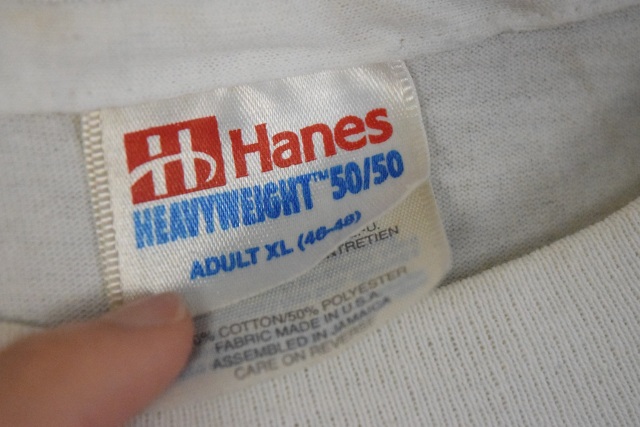 Hanes
HEAVYWEIGHT™ 50/50
ADULT XL (46-48)
ENTRETIEN
% COTTON/50% POLYESTER
FABRIC MADE IN U.S.A.
ASSEMBLED IN JAMAICA
CARE ON REVERSE